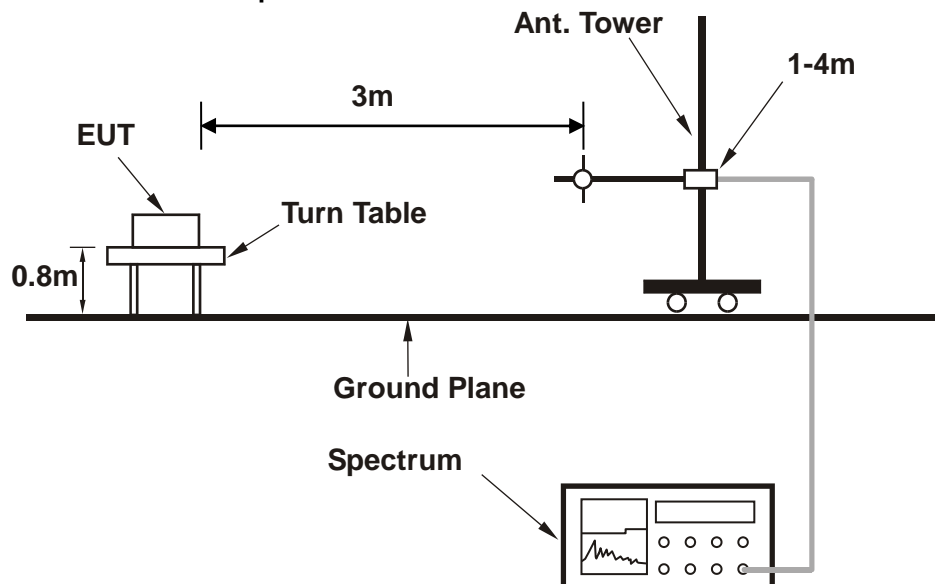 Ant. Tower
1-4m
3m
EUT
Turn Table
0.8m
Ground Plane
Spectrum